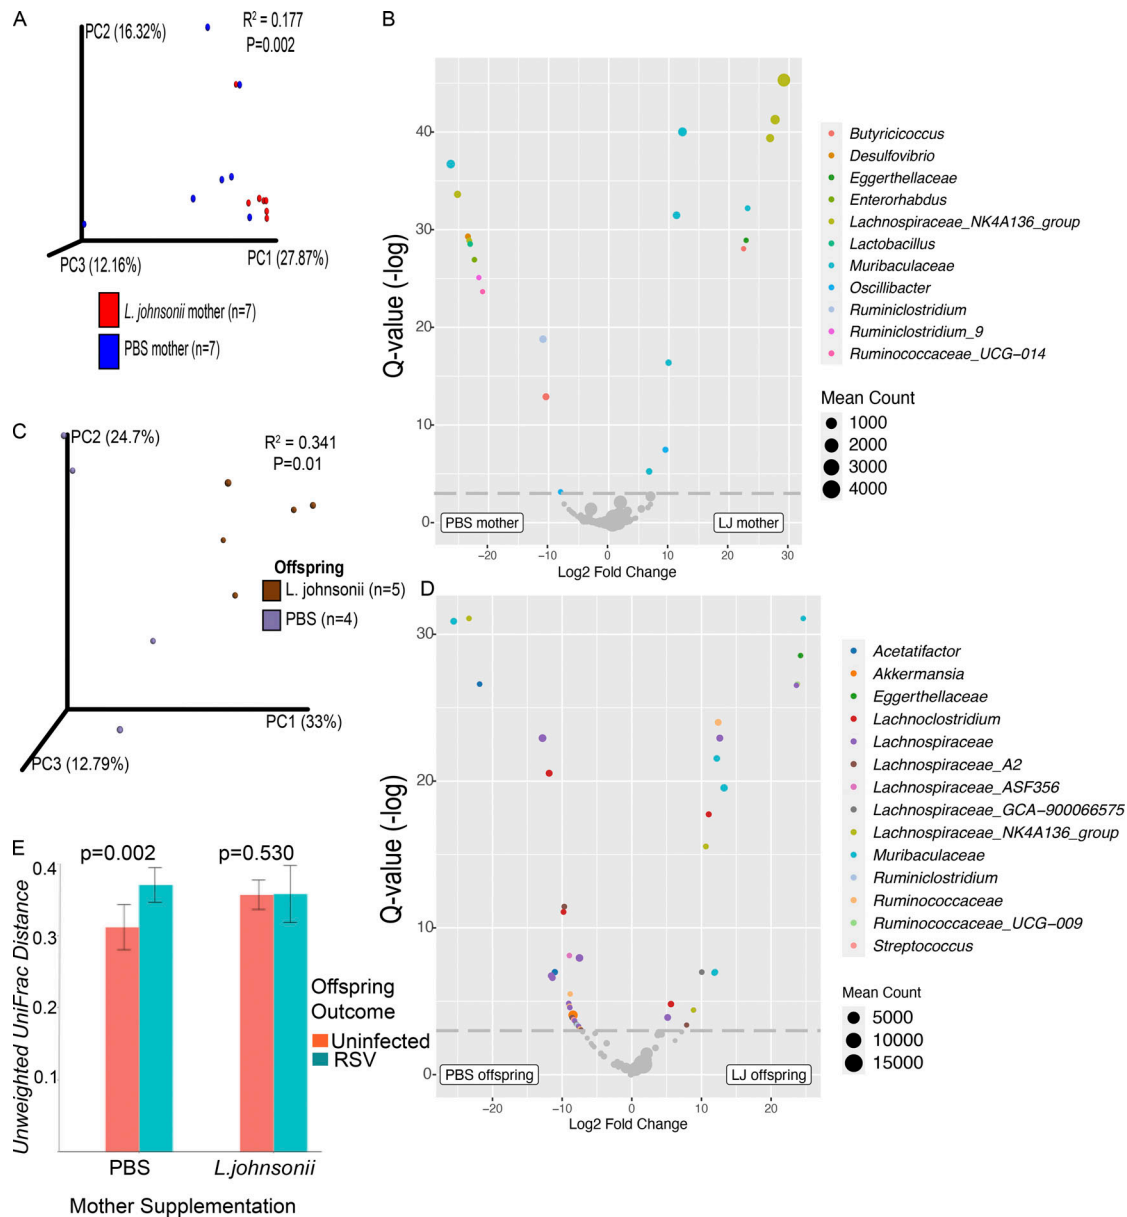 A
PC2 (16.32%)
R² = 0.177
P=0.002
PC3 (12.16%)
PC1 (27.87%)
L. johnsonii mother (n=7)
PBS mother (n=7)
B
Q-value (-log)
40
30
20
10
0
PBS mother
LJ mother
−20
−10
0
10
20
30
Log2 Fold Change
Butyricicoccus
Desulfovibrio
Eggerthellaceae
Enterorhabdus
Lachnospiraceae_NK4A136_group
Lactobacillus
Muribaculaceae
Oscillibacter
Ruminiclostridium
Ruminiclostridium_9
Ruminococcaceae_UCG−014
Mean Count
1000
2000
3000
4000
C
PC2 (24.7%)
R² = 0.341
P=0.01
Offspring
L. johnsonii (n=5)
PBS (n=4)
PC1 (33%)
PC3 (12.79%)
D
Q-value (-log)
30
20
10
0
PBS offspring
LJ offspring
−20
−10
0
10
20
Log2 Fold Change
Acetatifactor
Akkermansia
Eggerthellaceae
Lachnoclostridium
Lachnospiraceae
Lachnospiraceae_A2
Lachnospiraceae_ASF356
Lachnospiraceae_GCA−900066575
Lachnospiraceae_NK4A136_group
Muribaculaceae
Ruminiclostridium
Ruminococcaceae
Ruminococcaceae_UCG−009
Streptococcus
Mean Count
5000
10000
15000
E
p=0.002
p=0.530
Unweighted UniFrac Distance
0.4
0.3
0.2
0.1
Offspring
Outcome
Uninfected
RSV
PBS
L.johnsonii
Mother Supplementation